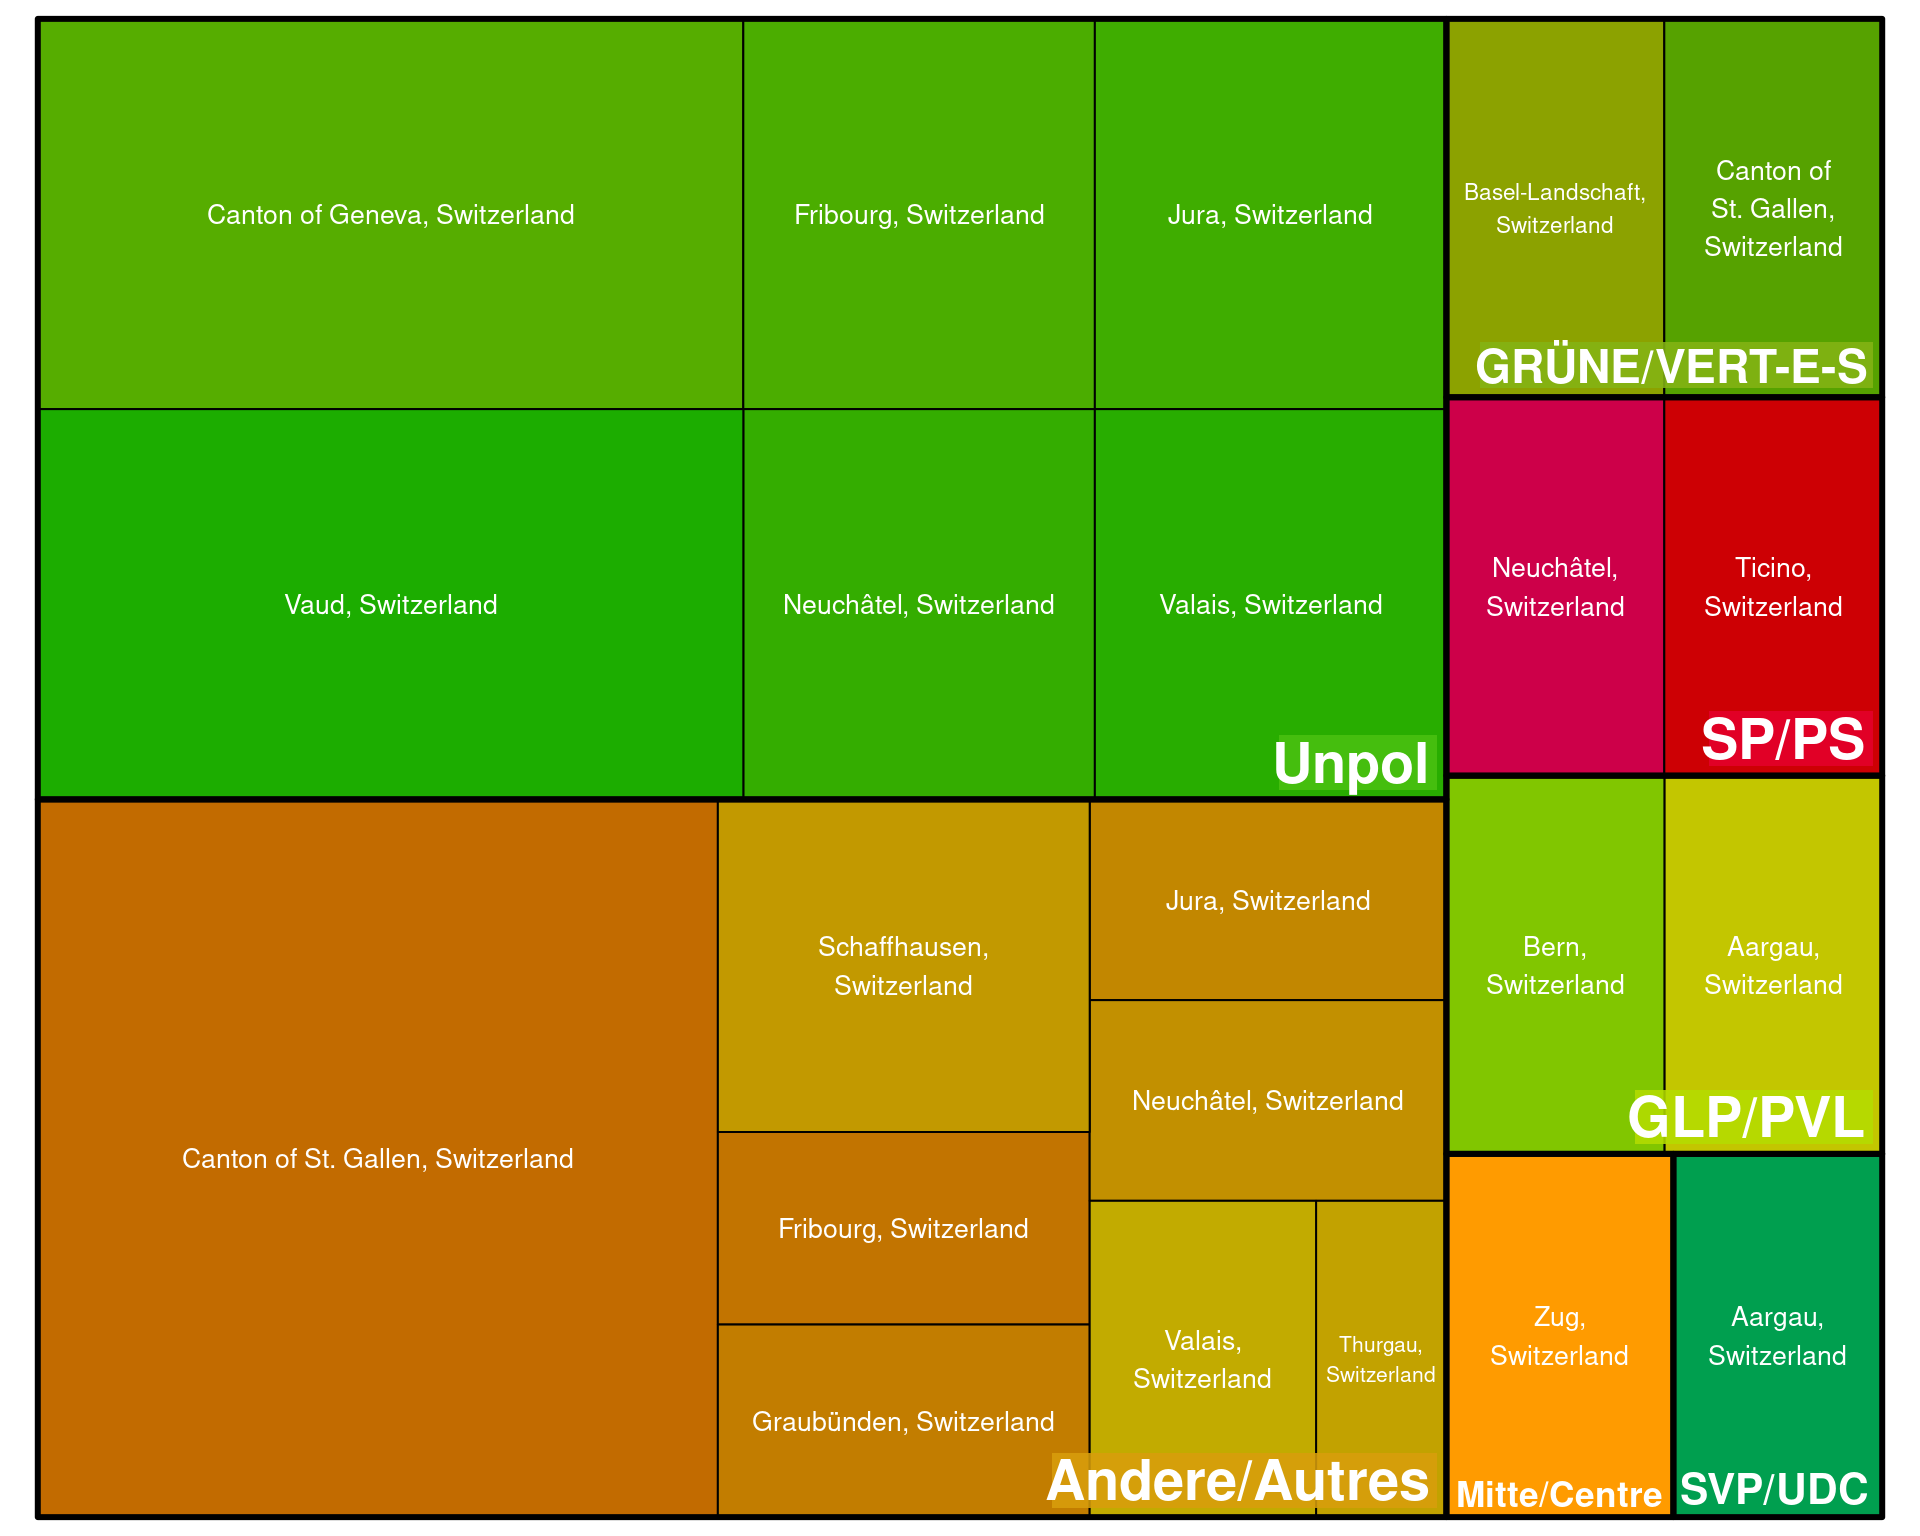 Canton of Geneva, Switzerland
Fribourg, Switzerland
Jura, Switzerland
Vaud, Switzerland
Neuchâtel, Switzerland
Valais, Switzerland
Unpol
Canton of St. Gallen, Switzerland
Schaffhausen,
Switzerland
Fribourg, Switzerland
Graubünden, Switzerland
Jura, Switzerland
Neuchâtel, Switzerland
Valais,
Switzerland
Thurgau,
Switzerland
Andere/Autres
Basel-Landschaft,
Switzerland
Canton of
St. Gallen,
Switzerland
GRÜNE/VERT-E-S
Neuchâtel,
Switzerland
Ticino,
Switzerland
SP/PS
Bern,
Switzerland
Aargau,
Switzerland
GLP/PVL
Zug,
Switzerland
Mitte/Centre
Aargau,
Switzerland
SVP/UDC